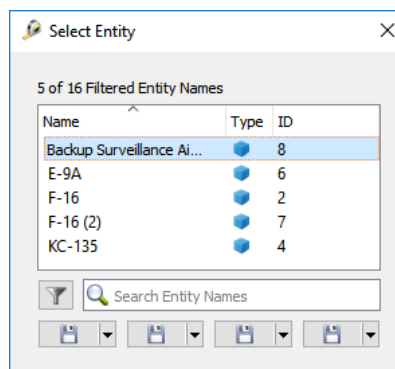 Select Entity
5 of 16 Filtered Entity Names
Name Type ID
Backup Surveillance Ai... 8
E-9A 6
F-16 2
F-16 (2) 7
KC-135 4
Search Entity Names